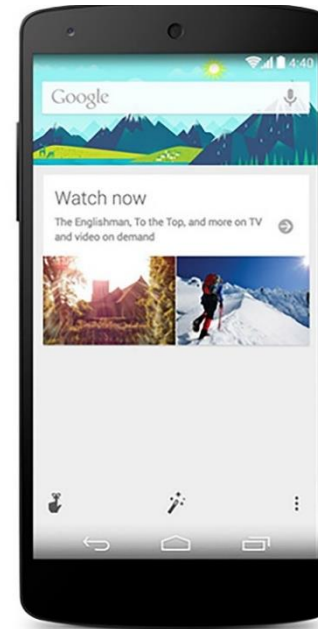 4:40
Google
Watch now
The Englishman, To the Top, and more on TV
and video on demand